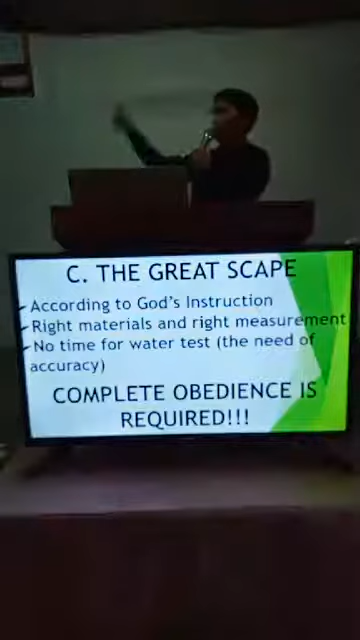 C. THE GREAT SCAPE
According to God's Instruction
Right materials and right measurement
No time for water test (the need of
accuracy)
COMPLETE OBEDIENCE IS
REQUIRED!!!